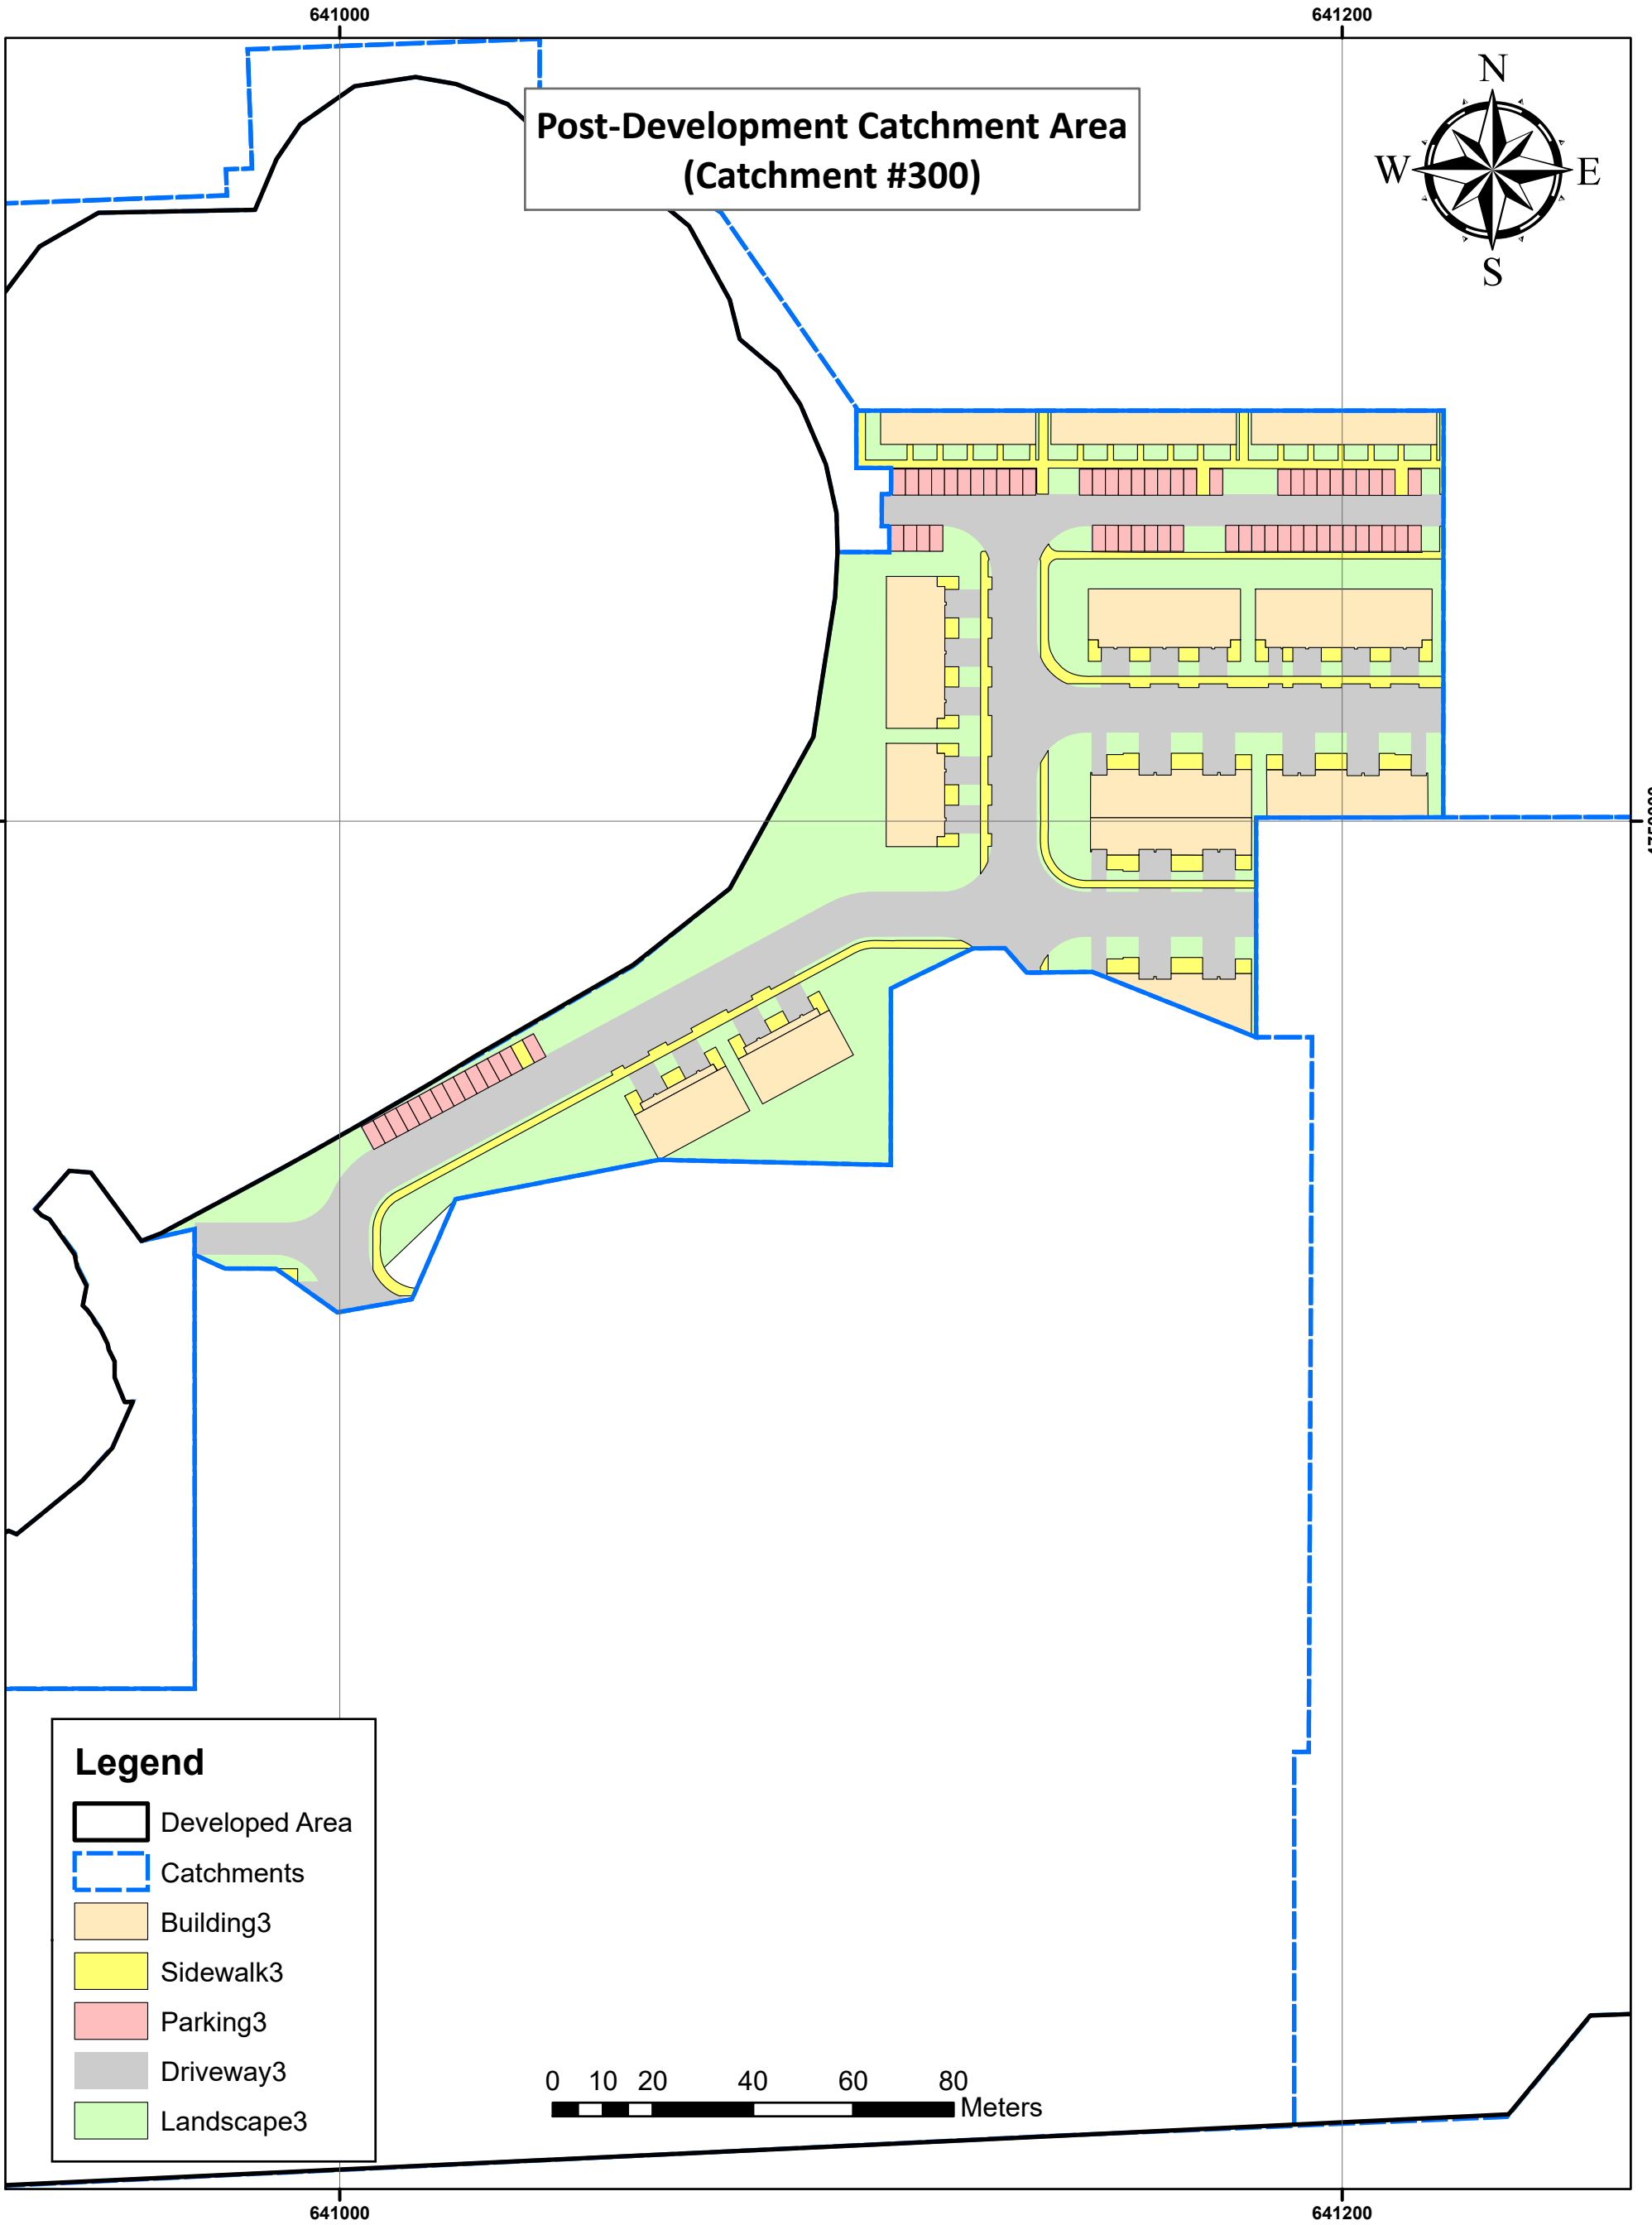 641000 641200
Post-Development Catchment Area
(Catchment #300)
N
W E
S
Legend
Developed Area
Catchments
Building3
Sidewalk3
Parking3
Driveway3
Landscape3
0 10 20 40 60 80
Meters
641000 641200